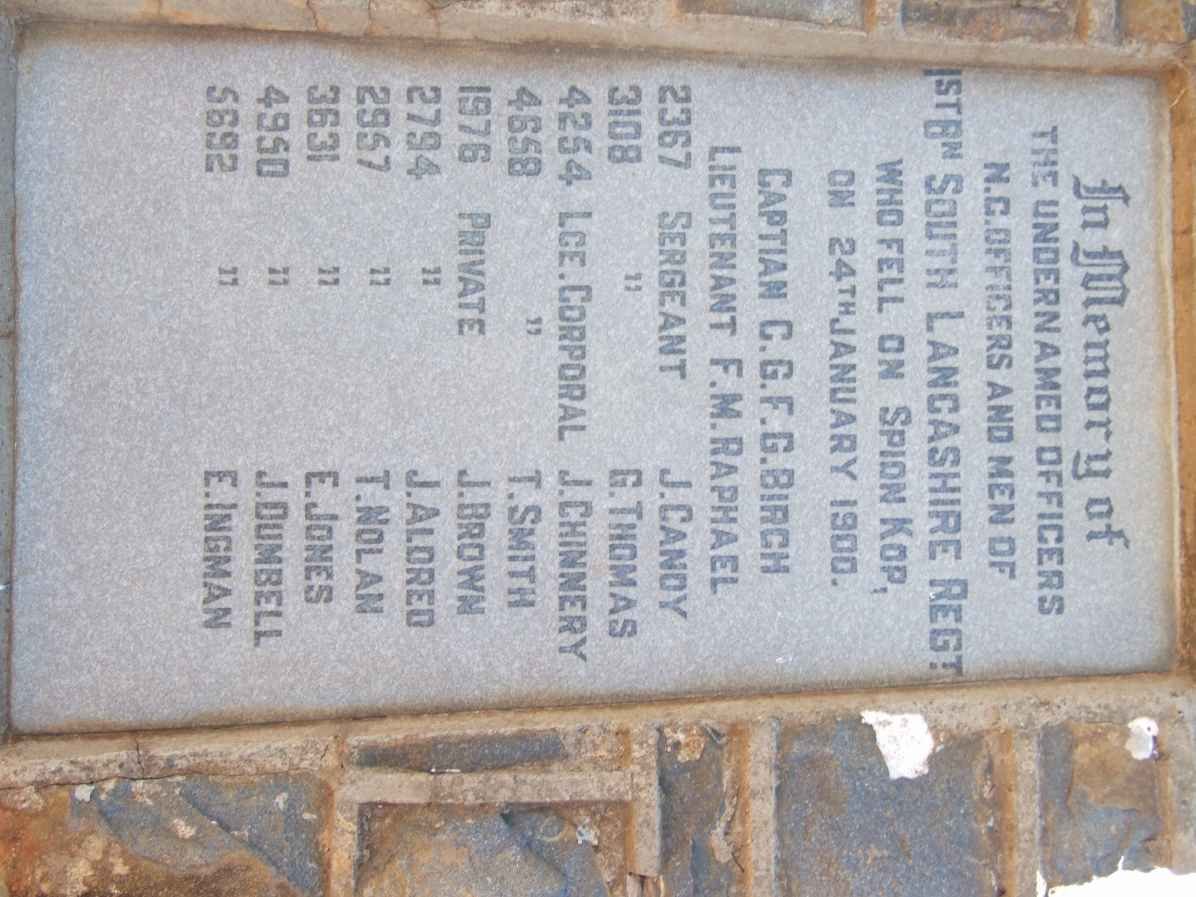 In Memory of
THE UNDERNAMED OFFICERS
N.C.OFFICERS AND MEN OF
1ST BN SOUTH LANCASHIRE REGT
WHO FELL ON SPION KOP,
ON 24TH JANUARY 1900.
CAPTIAN C.G.F.G.BIRCH
LIEUTENANT F.M.RAPHAEL
2367 SERGEANT J.CANDY
3108 " G.THOMAS
4254 LCE.CORPORAL J.CHINNERY
4658 " T.SMITH
1976 PRIVATE J.BROWN
2794 " J.ALDRED
2957 " T.NOLAN
3631 " E.JONES
4950 " J.DUMBELL
5692 " E.INGMAN